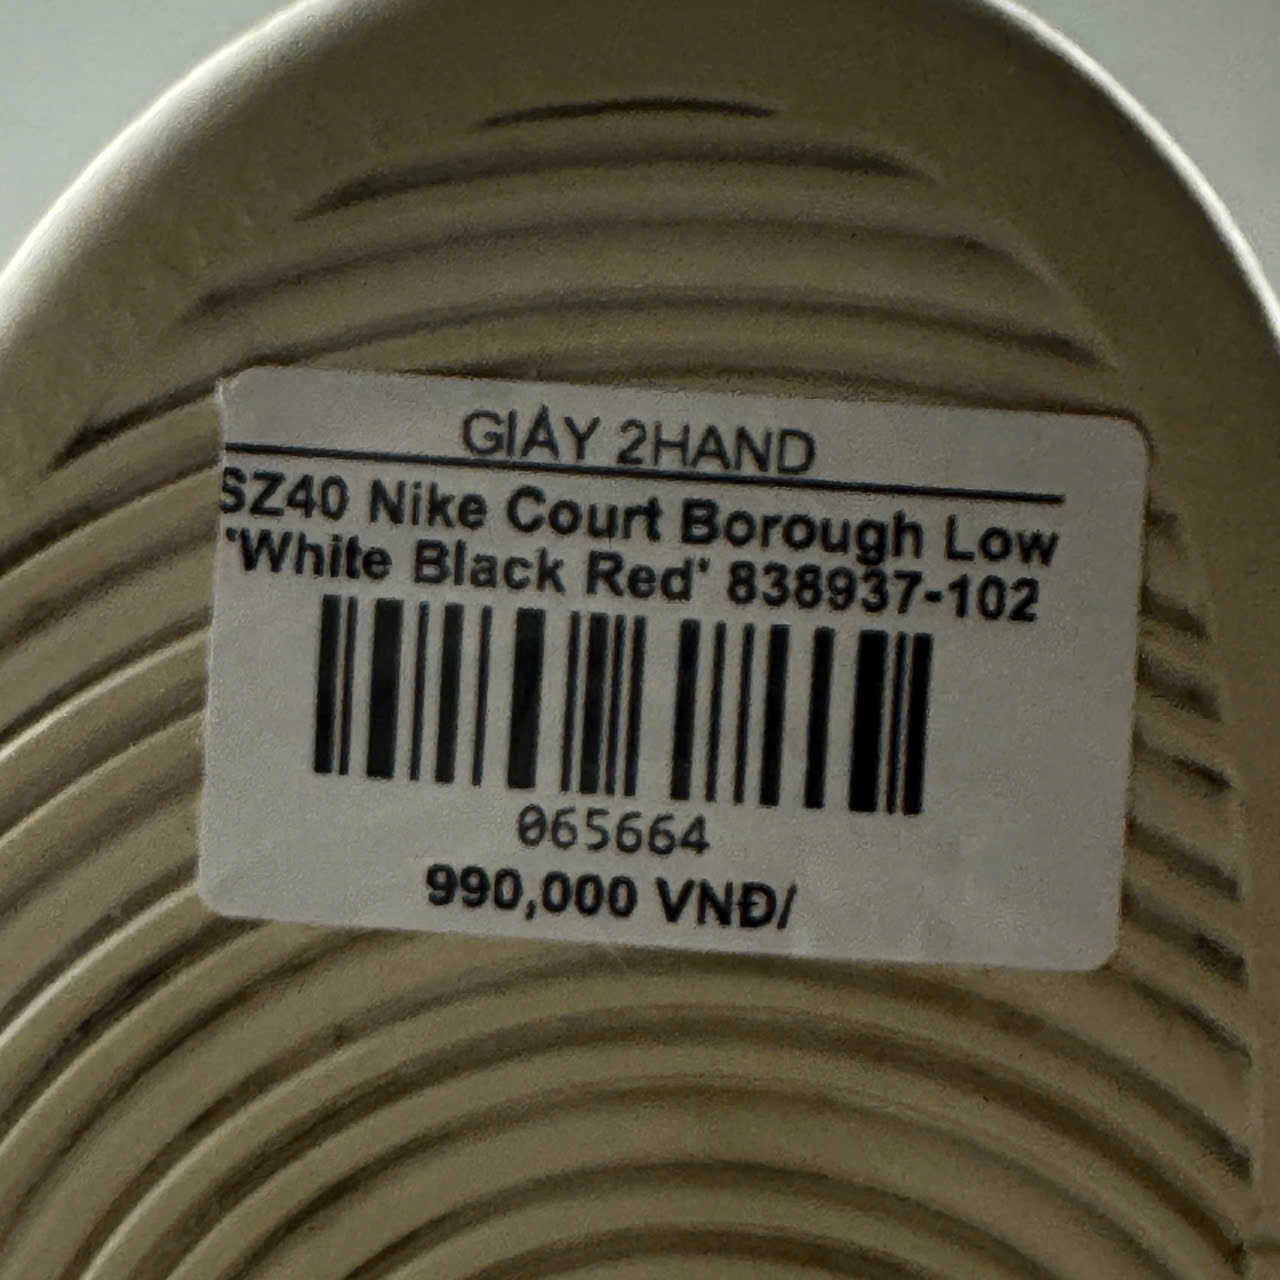 GIÀY 2HAND
SZ40 Nike Court Borough Low
'White Black Red' 838937-102
065664
990,000 VNĐ/